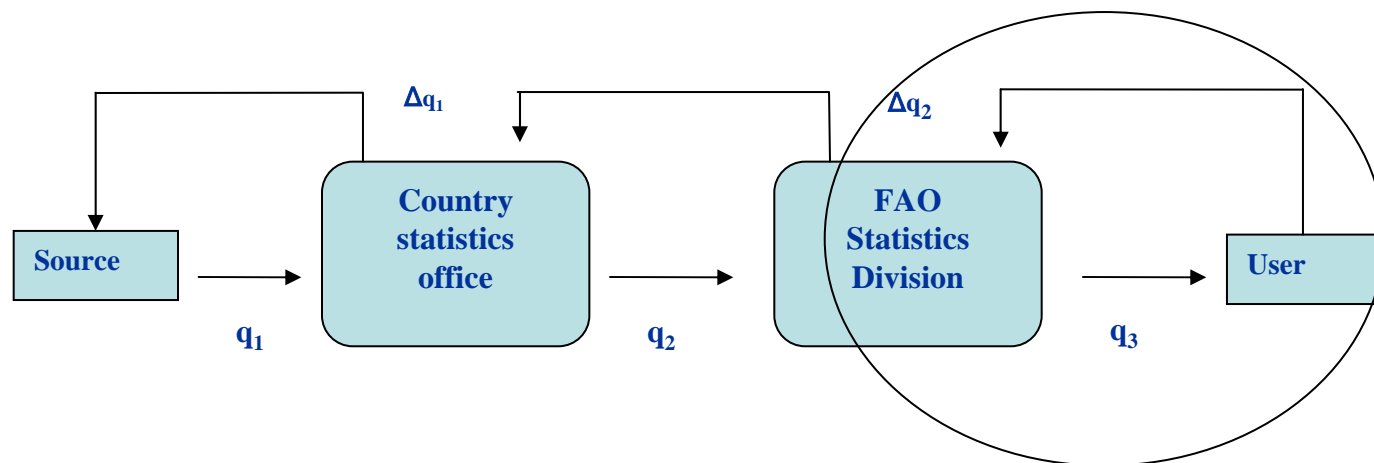 Δq₁
Δq₂
Source
Country
statistics
office
FAO
Statistics
Division
User
q₁
q₂
q₃